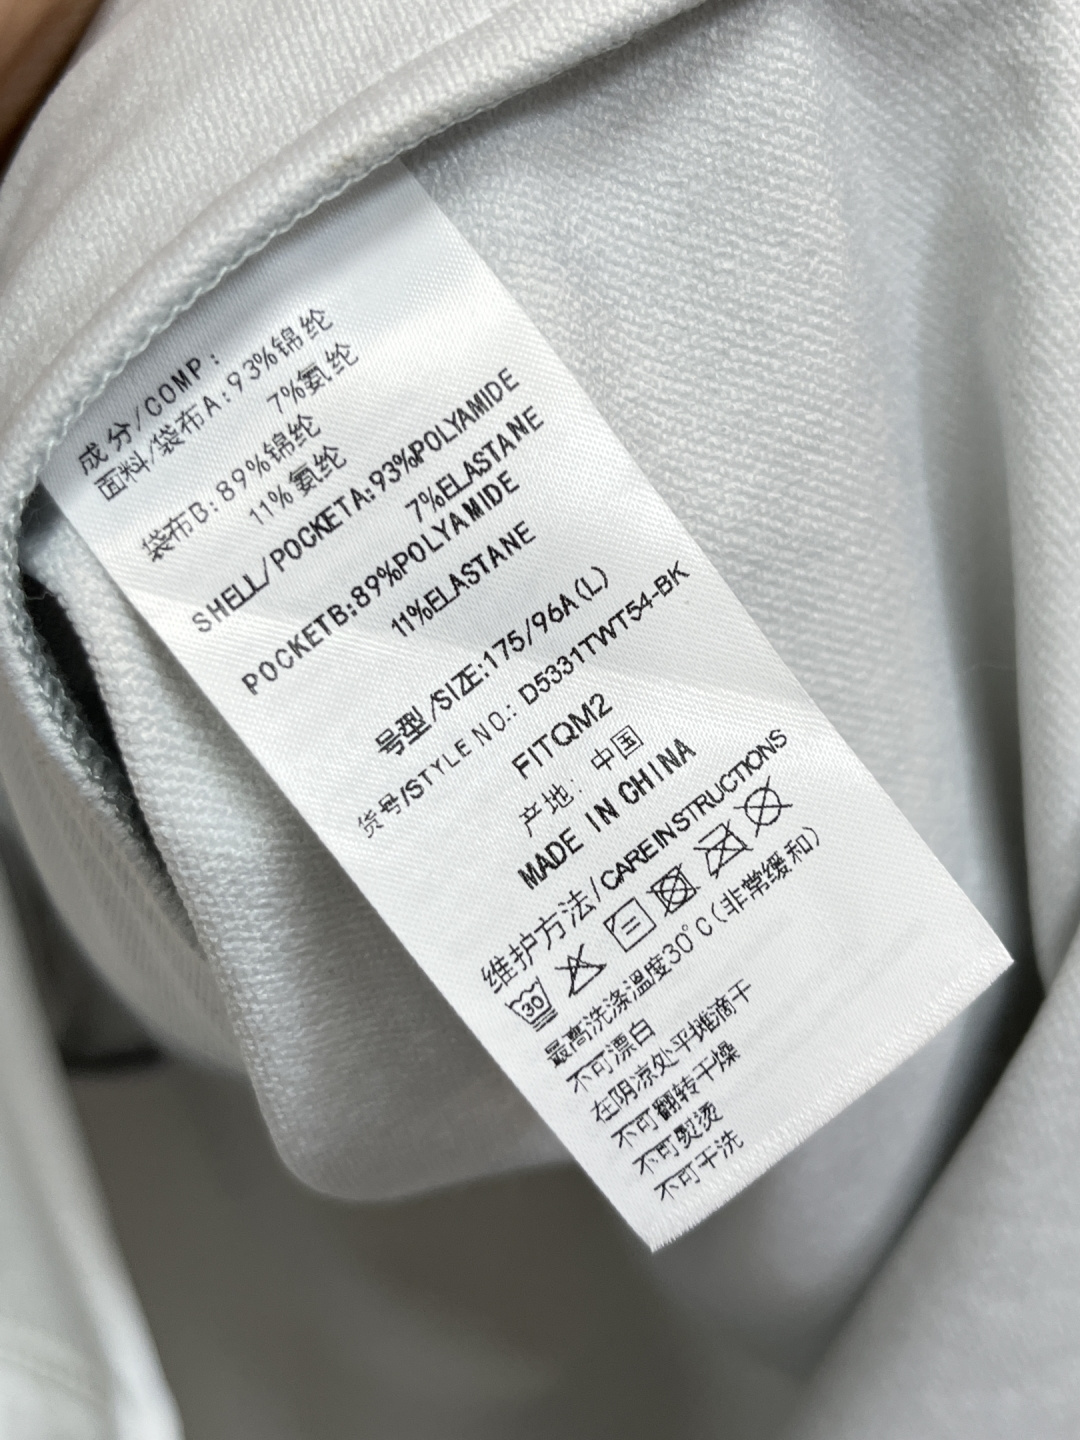 成分/COMP:
面料/袋布A:93%锦纶
7%氨纶
袋布B:89%锦纶
11%氨纶
SHELL/POCKETA:93%POLYAMIDE
7%ELASTANE
POCKETB:89%POLYAMIDE
11%ELASTANE
号型/SIZE:175/96A(L)
货号/STYLE NO.: D5331TWT54-BK
FITQM2
产地: 中国
MADE IN CHINA
维护方法/CAREINSTRUCTIONS
30
最高洗涤温度30°C(非常缓和)
不可漂白
在阴凉处平摊滴干
不可翻转干燥
不可熨烫
不可干洗